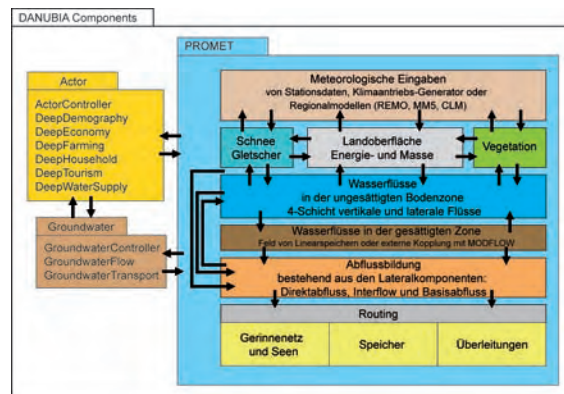 DANUBIA Components
PROMET
Actor
ActorController
DeepDemography
DeepEconomy
DeepFarming
DeepHousehold
DeepTourism
DeepWaterSupply
Groundwater
GroundwaterController
GroundwaterFlow
GroundwaterTransport
Meteorologische Eingaben
von Stationsdaten, Klimaantriebs-Generator oder
Regionalmodellen (REMO, MM5, CLM)
Schnee
Gletscher
Landoberfläche
Energie- und Masse
Vegetation
Wasserflüsse
in der ungesättigten Bodenzone
4-Schicht vertikale und laterale Flüsse
Wasserflüsse in der gesättigten Zone
Feld von Linearspeichern oder externe Kopplung mit MODFLOW
Abflussbildung
bestehend aus den Lateralkomponenten:
Direktabfluss, Interflow und Basisabfluss
Routing
Gerinnenetz
und Seen
Speicher
Überleitungen